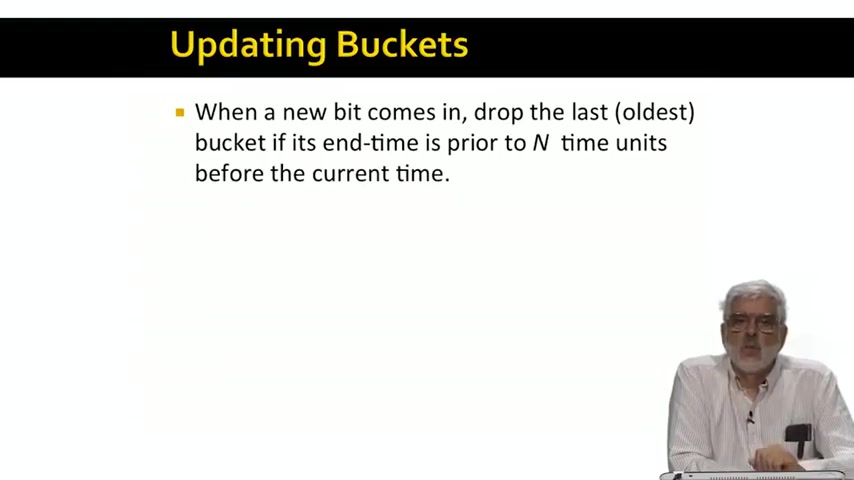 Updating Buckets
When a new bit comes in, drop the last (oldest)
bucket if its end-time is prior to N time units
before the current time.